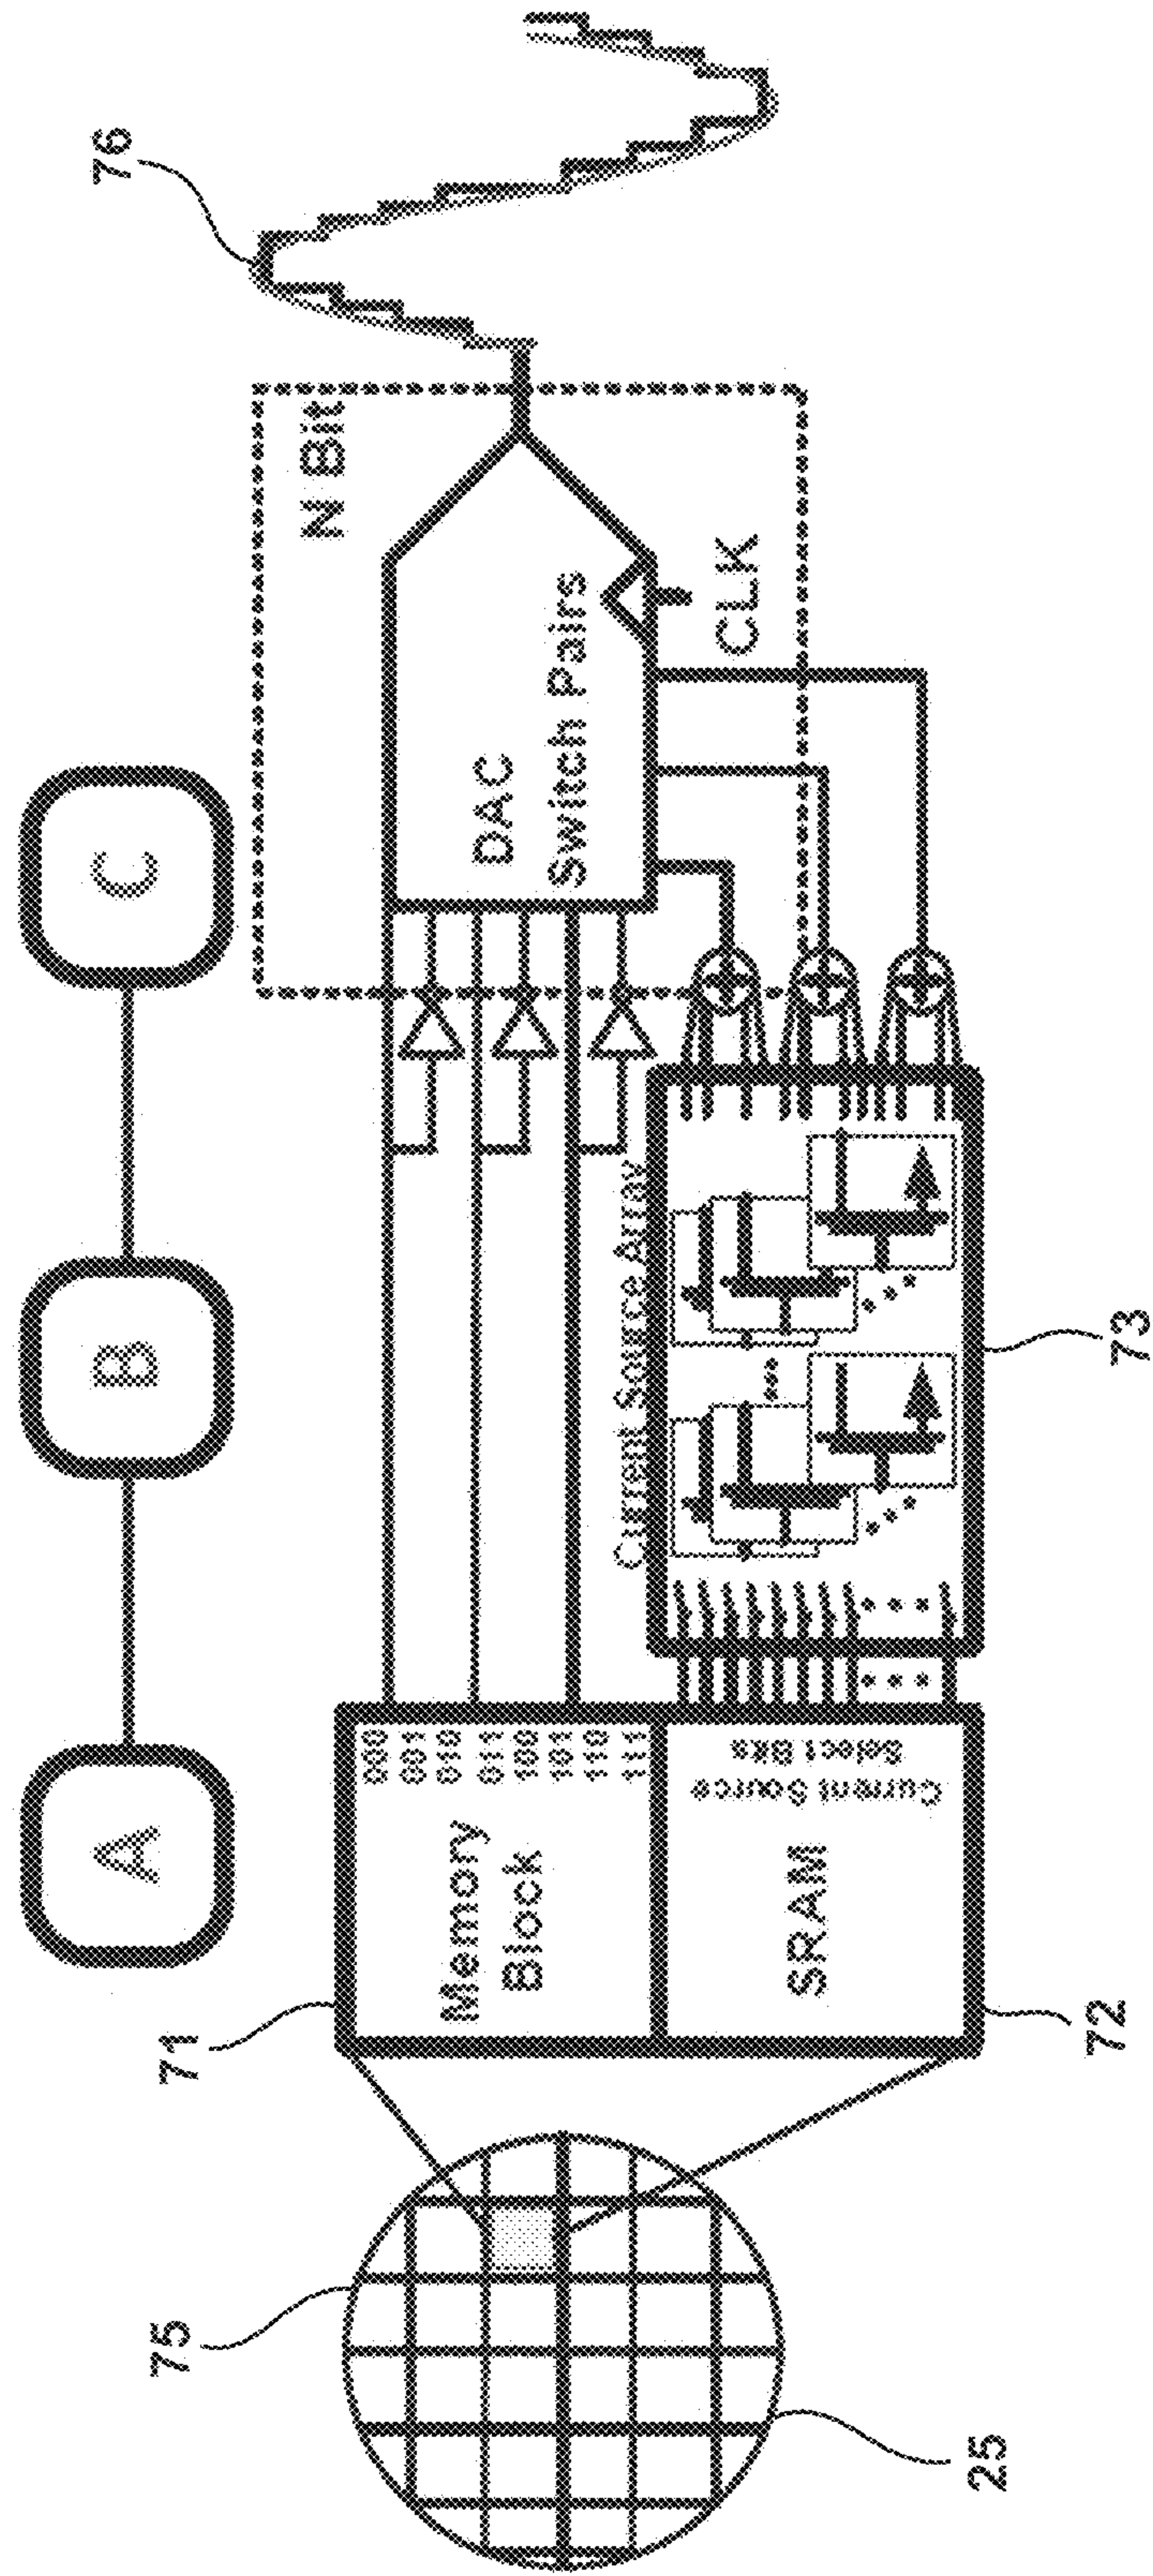 A
B
C
75
25
71
72
Memory
Block
000
001
010
011
100
101
110
111
SRAM
Current Source
Select Bits
Current Source Array
73
DAC
Switch Pairs
CLK
N Bit
76